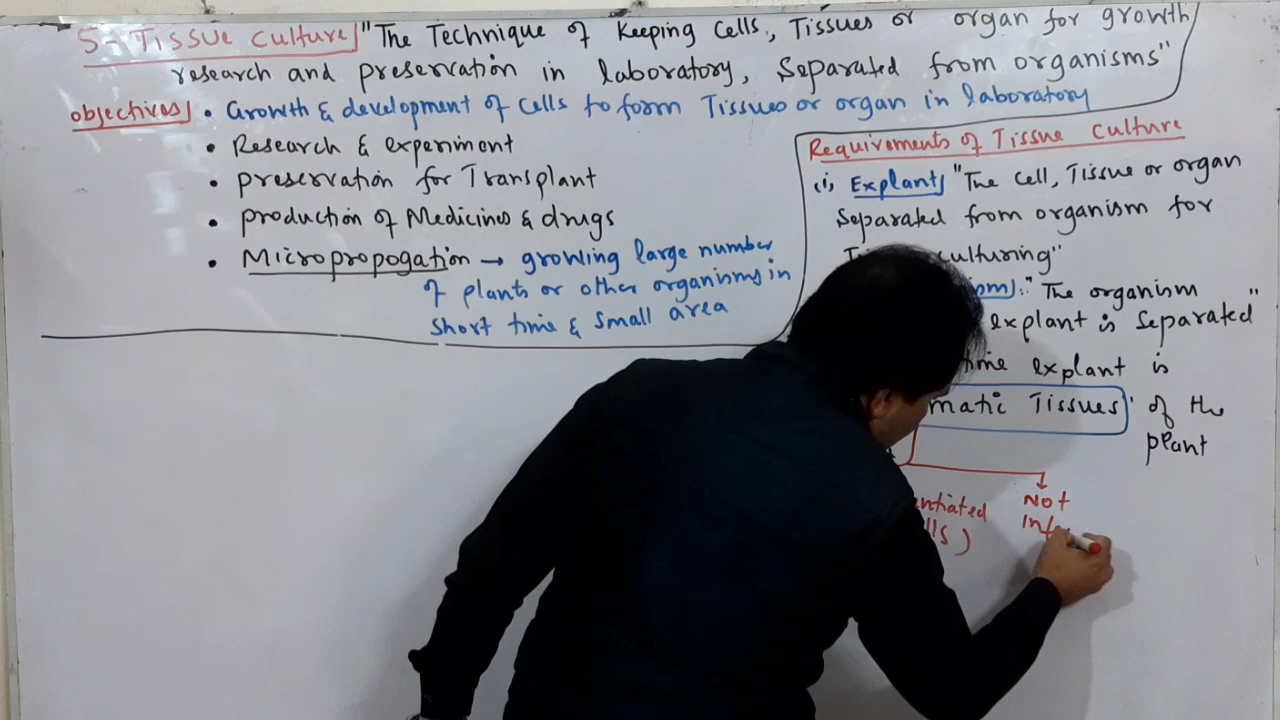 5- Tissue culture "The Technique of Keeping Cells, Tissues or organ for growth
research and preservation in laboratory, Separated from organisms"
objectives • Growth & development of cells to form Tissues or organ in laboratory
• Research & experiment
• preservation for Transplant
• production of Medicines & drugs
• Micropropogation → growing large number
of plants or other organisms in
short time & small area
Requirements of Tissue culture
(i) Explant "The cell, Tissue or organ
Separated from organism for
culturing"
"The organism
explant is separated"
explant is
Tissues of the
plant
Not